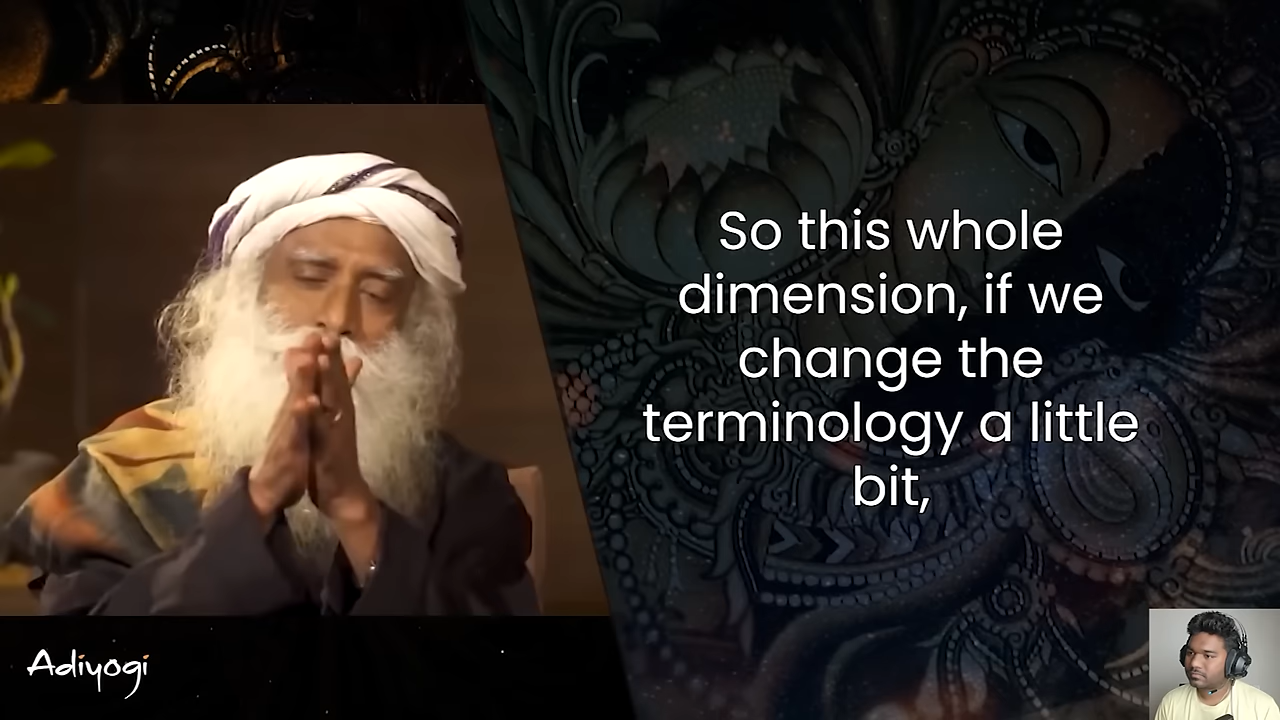 So this whole
dimension, if we
change the
terminology a little
bit,
Adiyogi